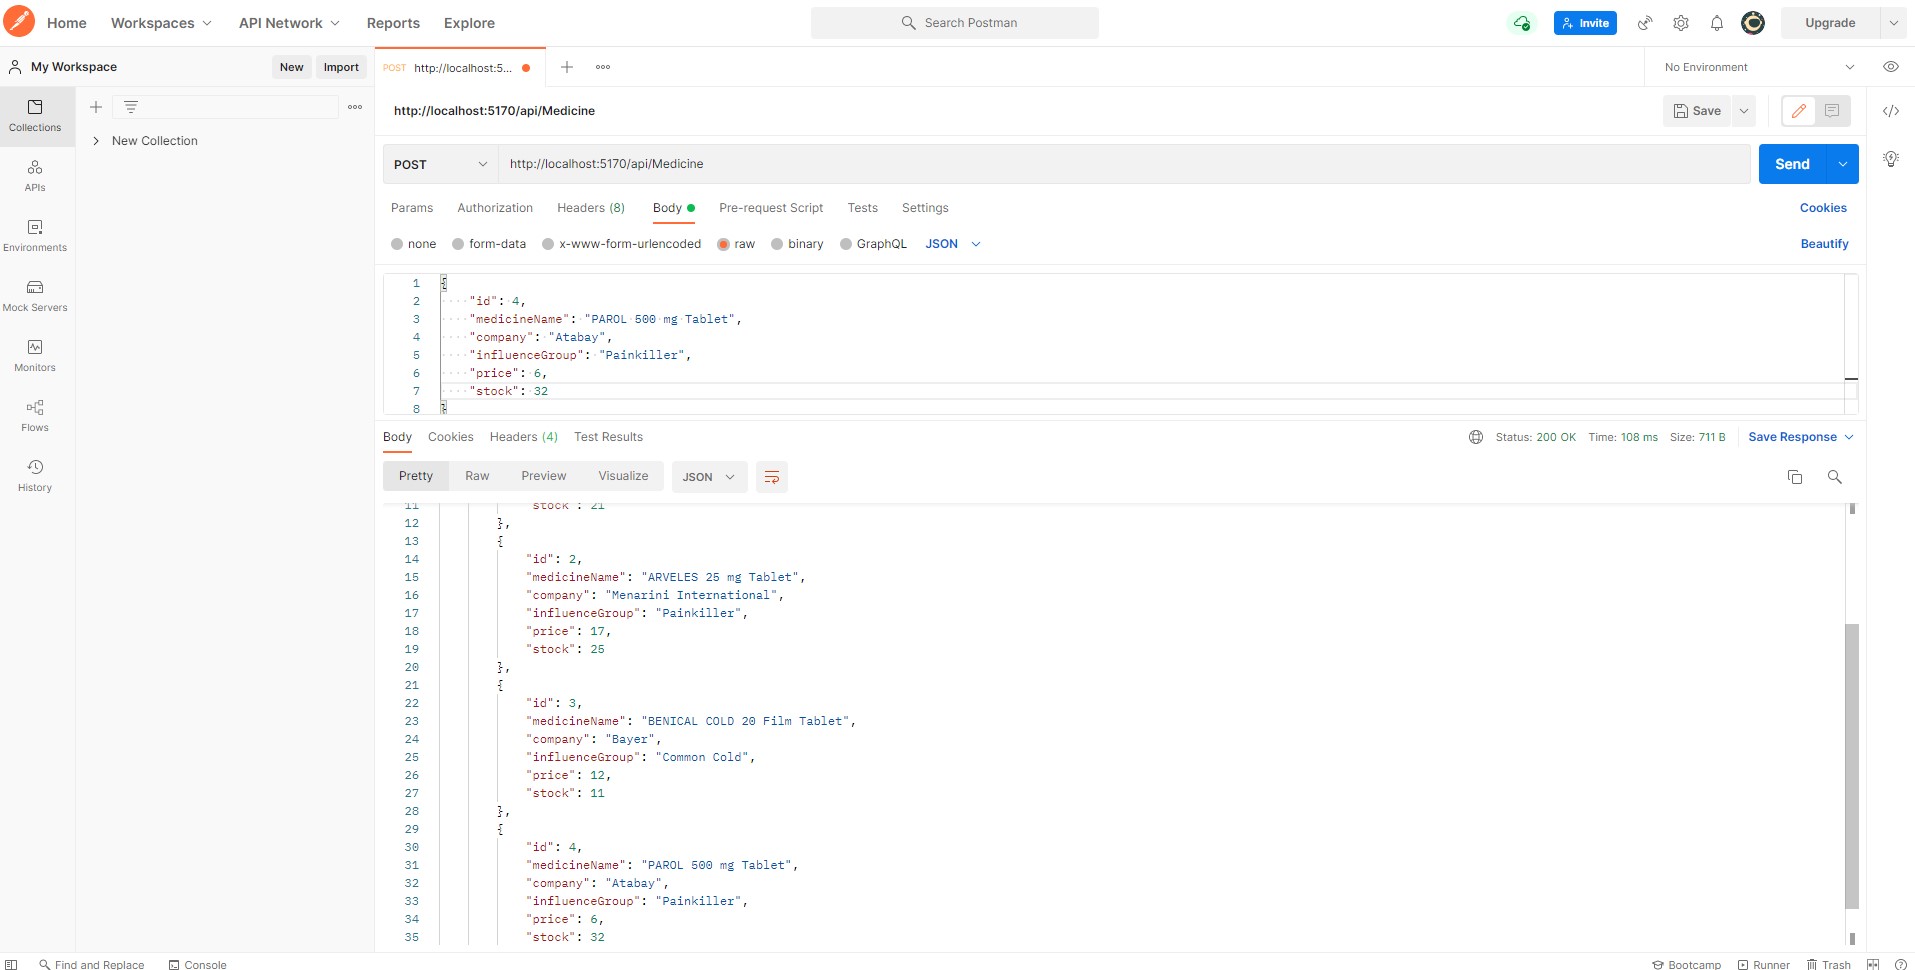 Home Workspaces API Network Reports Explore Search Postman Invite Upgrade
My Workspace New Import POST http://localhost:5... No Environment
http://localhost:5170/api/Medicine Save
Collections
New Collection
POST http://localhost:5170/api/Medicine Send
APIs
Params Authorization Headers (8) Body Pre-request Script Tests Settings Cookies
Environments
none form-data x-www-form-urlencoded raw binary GraphQL JSON Beautify
Mock Servers
Monitors
Flows
History
1 {
2 "id": 4,
3 "medicineName": "PAROL 500 mg Tablet",
4 "company": "Atabay",
5 "influenceGroup": "Painkiller",
6 "price": 6,
7 "stock": 32
8 }
Body Cookies Headers (4) Test Results Status: 200 OK Time: 108 ms Size: 711 B Save Response
Pretty Raw Preview Visualize JSON
11 "stock": 21
12 },
13 {
14 "id": 2,
15 "medicineName": "ARVELES 25 mg Tablet",
16 "company": "Menarini International",
17 "influenceGroup": "Painkiller",
18 "price": 17,
19 "stock": 25
20 },
21 {
22 "id": 3,
23 "medicineName": "BENICAL COLD 20 Film Tablet",
24 "company": "Bayer",
25 "influenceGroup": "Common Cold",
26 "price": 12,
27 "stock": 11
28 },
29 {
30 "id": 4,
31 "medicineName": "PAROL 500 mg Tablet",
32 "company": "Atabay",
33 "influenceGroup": "Painkiller",
34 "price": 6,
35 "stock": 32
Find and Replace Console Bootcamp Runner Trash